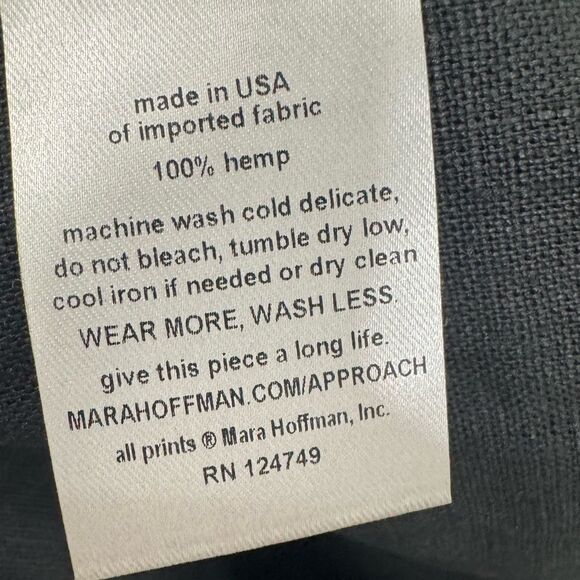 made in USA
of imported fabric
100% hemp
machine wash cold delicate,
do not bleach, tumble dry low,
cool iron if needed or dry clean
WEAR MORE, WASH LESS.
give this piece a long life.
MARAHOFFMAN.COM/APPROACH
all prints ® Mara Hoffman, Inc.
RN 124749